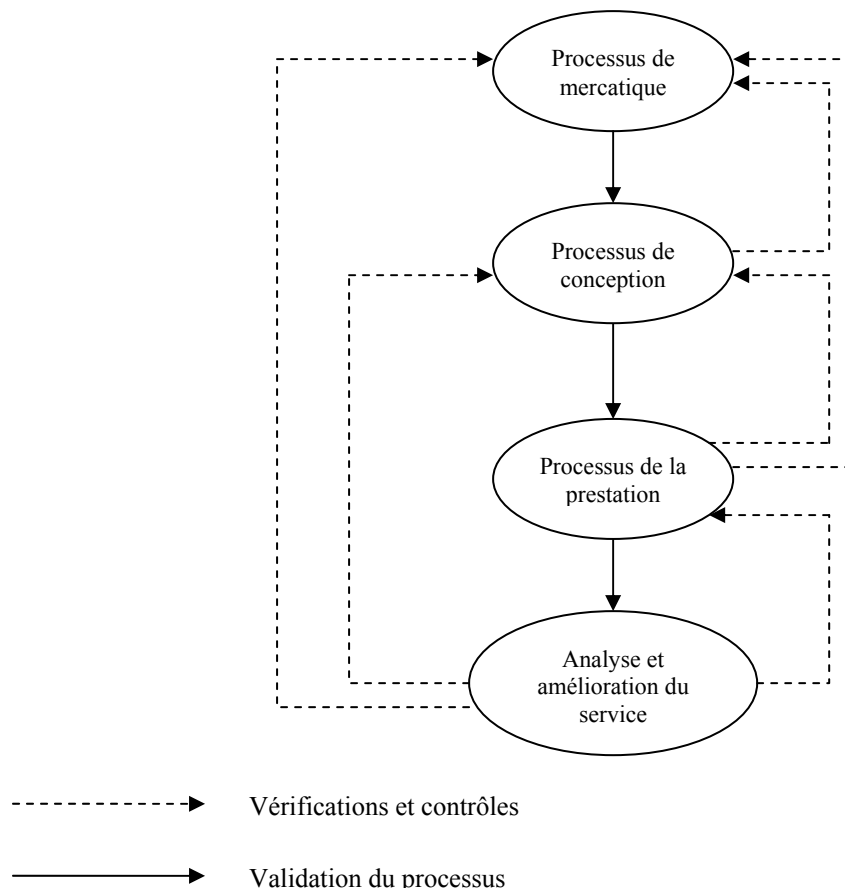 Processus de
mercatique
Processus de
conception
Processus de la
prestation
Analyse et
amélioration du
service
Vérifications et contrôles
Validation du processus